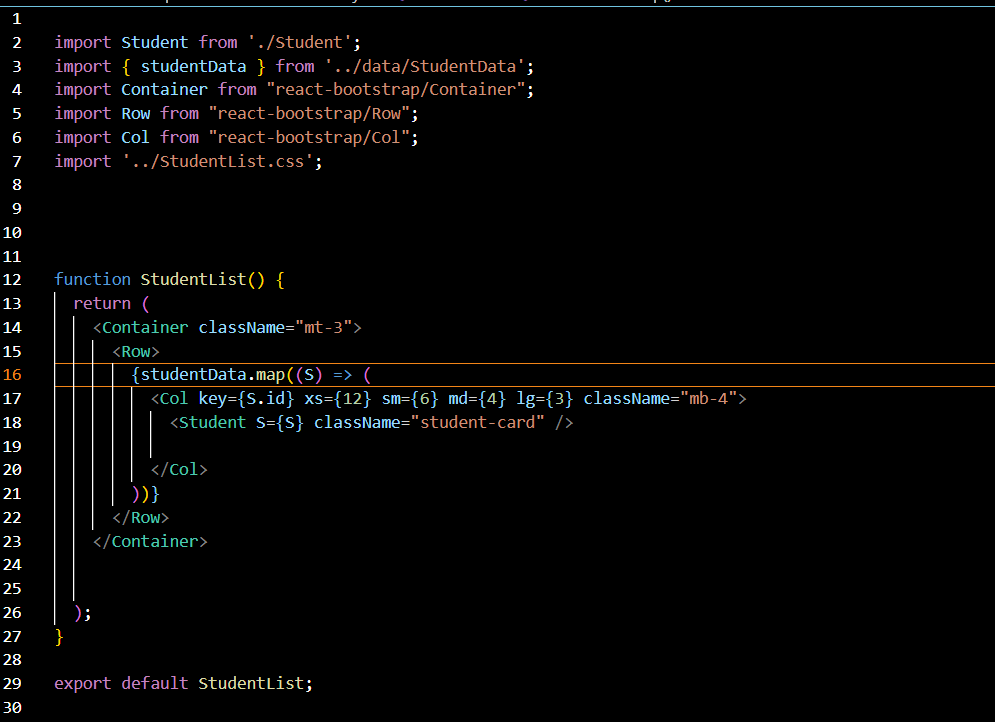 1
2 import Student from './Student';
3 import { studentData } from '../data/StudentData';
4 import Container from "react-bootstrap/Container";
5 import Row from "react-bootstrap/Row";
6 import Col from "react-bootstrap/Col";
7 import '../StudentList.css';
8
9
10
11
12 function StudentList() {
13   return (
14     <Container className="mt-3">
15       <Row>
16         {studentData.map((S) => (
17           <Col key={S.id} xs={12} sm={6} md={4} lg={3} className="mb-4">
18             <Student S={S} className="student-card" />
19
20           </Col>
21         ))}
22       </Row>
23     </Container>
24
25
26   );
27 }
28
29 export default StudentList;
30